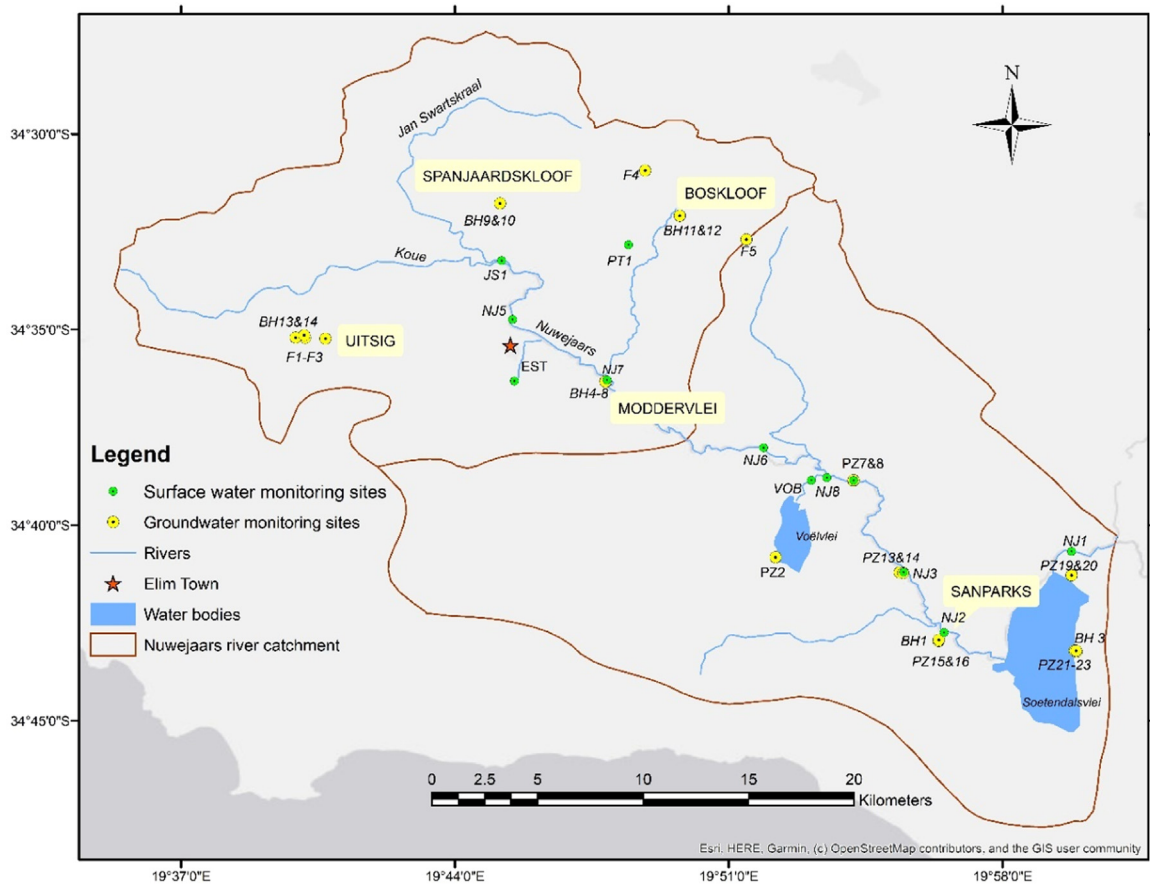 N
34°30'0"S
34°35'0"S
34°40'0"S
34°45'0"S
Jan Swartskraal
SPANJAARDSKLOOF
BH9&10
F4
BOSKLOOF
BH11&12
F5
PT1
Koue
JS1
NJ5
Nuwejaars
BH13&14
F1-F3
UITSIG
EST
NJ7
BH4-8
MODDERVLEI
NJ6
PZ7&8
VOB
NJ8
Voëlvlei
PZ2
PZ13&14
NJ3
NJ1
PZ19&20
SANPARKS
NJ2
BH1
PZ15&16
BH 3
PZ21-23
Soetendalsvlei
Legend
Surface water monitoring sites
Groundwater monitoring sites
Rivers
Elim Town
Water bodies
Nuwejaars river catchment
0 2.5 5 10 15 20
Kilometers
Esri, HERE, Garmin, (c) OpenStreetMap contributors, and the GIS user community
19°37'0"E 19°44'0"E 19°51'0"E 19°58'0"E